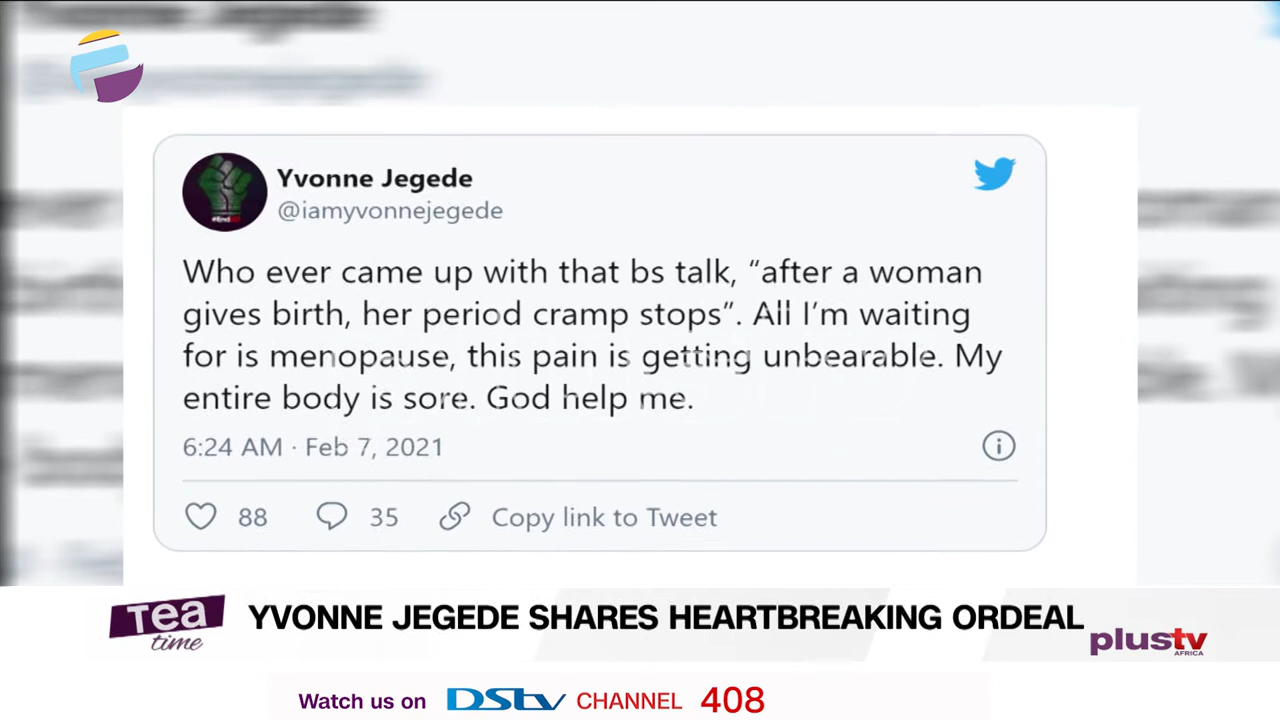 Yvonne Jegede
@iamyvonnejegede
Who ever came up with that bs talk, “after a woman
gives birth, her period cramp stops”. All I’m waiting
for is menopause, this pain is getting unbearable. My
entire body is sore. God help me.
6:24 AM · Feb 7, 2021
88 35 Copy link to Tweet
Tea
time
YVONNE JEGEDE SHARES HEARTBREAKING ORDEAL
plustv
AFRICA
Watch us on DStv CHANNEL 408